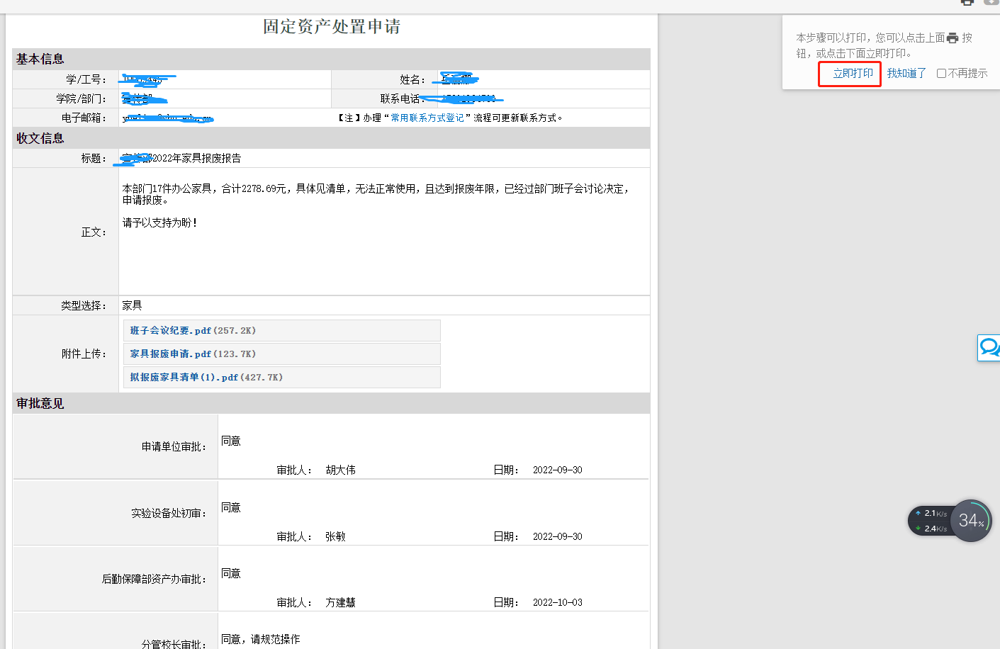 固定资产处置申请
本步骤可以打印，您可以点击上面 按
钮，或点击下面立即打印。
立即打印 我知道了 不再提示
基本信息
学/工号：
姓名：
学院/部门：
联系电话：
电子邮箱：
【注】办理“常用联系方式登记”流程可更新联系方式。
收文信息
标题： 2022年家具报废报告
正文：
本部门17件办公家具，合计2278.69元，具体见清单，无法正常使用，且达到报废年限，已经过部门班子会讨论决定，
申请报废。
请予以支持为盼！
类型选择： 家具
附件上传：
班子会议纪要.pdf(257.2K)
家具报废申请.pdf(123.7K)
拟报废家具清单(1).pdf(427.7K)
审批意见
申请单位审批：
同意
审批人： 胡大伟 日期： 2022-09-30
实验设备处初审：
同意
审批人： 张敏 日期： 2022-09-30
后勤保障部资产办审批：
同意
审批人： 方建慧 日期： 2022-10-03
分管校长审批：
同意，请规范操作
2.1K/s
2.4K/s
34%